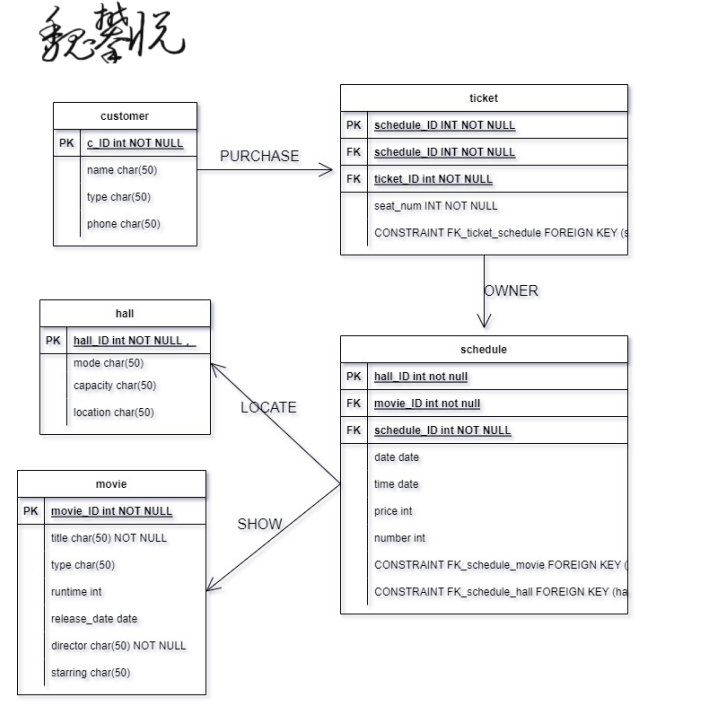 魏攀悦
customer
PK c_ID int NOT NULL
name char(50)
type char(50)
phone char(50)
PURCHASE
ticket
PK schedule_ID INT NOT NULL
FK schedule_ID INT NOT NULL
FK ticket_ID int NOT NULL
seat_num INT NOT NULL
CONSTRAINT FK_ticket_schedule FOREIGN KEY (s
OWNER
hall
PK hall_ID int NOT NULL ,
mode char(50)
capacity char(50)
location char(50)
LOCATE
schedule
PK hall_ID int not null
FK movie_ID int not null
FK schedule_ID int NOT NULL
date date
time date
price int
number int
CONSTRAINT FK_schedule_movie FOREIGN KEY (
CONSTRAINT FK_schedule_hall FOREIGN KEY (ha
SHOW
movie
PK movie_ID int NOT NULL
title char(50) NOT NULL
type char(50)
runtime int
release_date date
director char(50) NOT NULL
starring char(50)